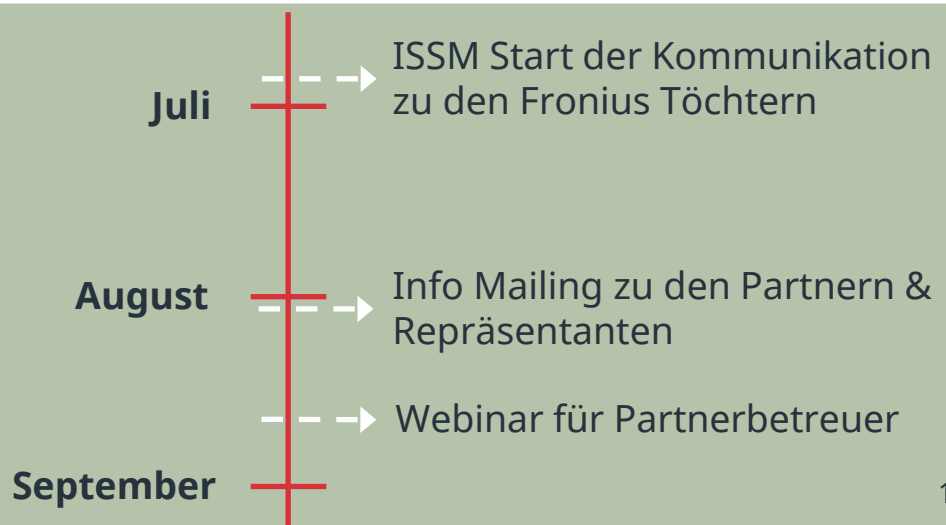 ISSM Start der Kommunikation
zu den Fronius Töchtern
Juli
August
Info Mailing zu den Partnern &
Repräsentanten
Webinar für Partnerbetreuer
September
1